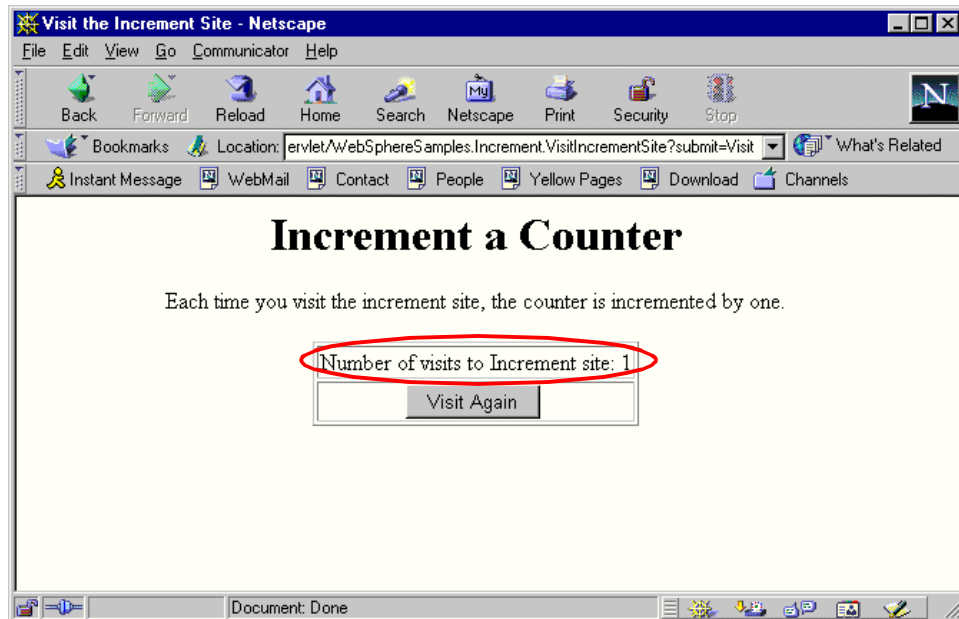 Visit the Increment Site - Netscape
File Edit View Go Communicator Help
Back Forward Reload Home Search Netscape Print Security Stop
My
N
Bookmarks Location: ervlet/WebSphereSamples.Increment.VisitIncrementSite?submit=Visit What's Related
Instant Message WebMail Contact People Yellow Pages Download Channels
Increment a Counter
Each time you visit the increment site, the counter is incremented by one.
Number of visits to Increment site: 1
Visit Again
Document: Done